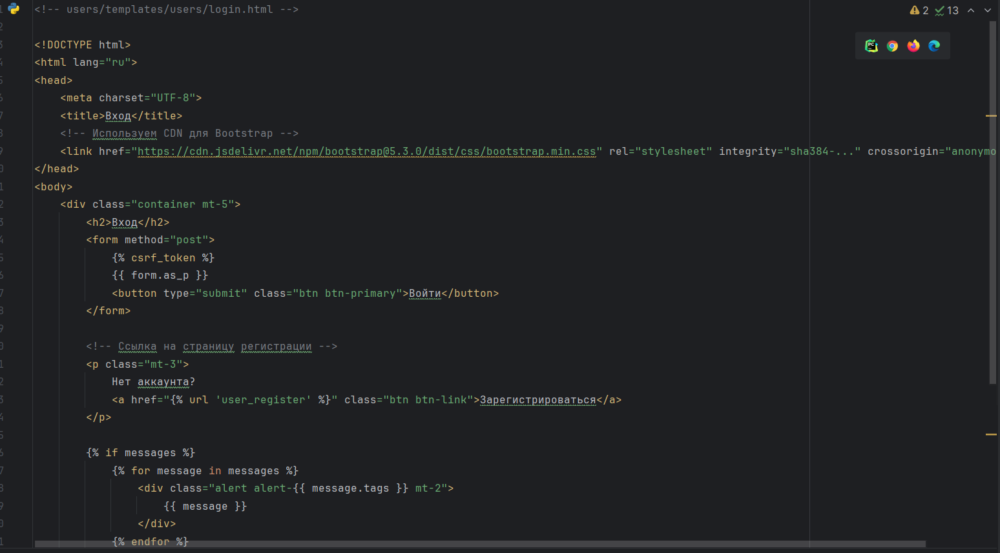 <!-- users/templates/users/login.html -->
2 13
<!DOCTYPE html>
<html lang="ru">
<head>
<meta charset="UTF-8">
<title>Вход</title>
<!-- Используем CDN для Bootstrap -->
<link href="https://cdn.jsdelivr.net/npm/bootstrap@5.3.0/dist/css/bootstrap.min.css" rel="stylesheet" integrity="sha384-..." crossorigin="anonymo
</head>
<body>
<div class="container mt-5">
<h2>Вход</h2>
<form method="post">
{% csrf_token %}
{{ form.as_p }}
<button type="submit" class="btn btn-primary">Войти</button>
</form>
<!-- Ссылка на страницу регистрации -->
<p class="mt-3">
Нет аккаунта?
<a href="{% url 'user_register' %}" class="btn btn-link">Зарегистрироваться</a>
</p>
{% if messages %}
{% for message in messages %}
<div class="alert alert-{{ message.tags }} mt-2">
{{ message }}
</div>
{% endfor %}